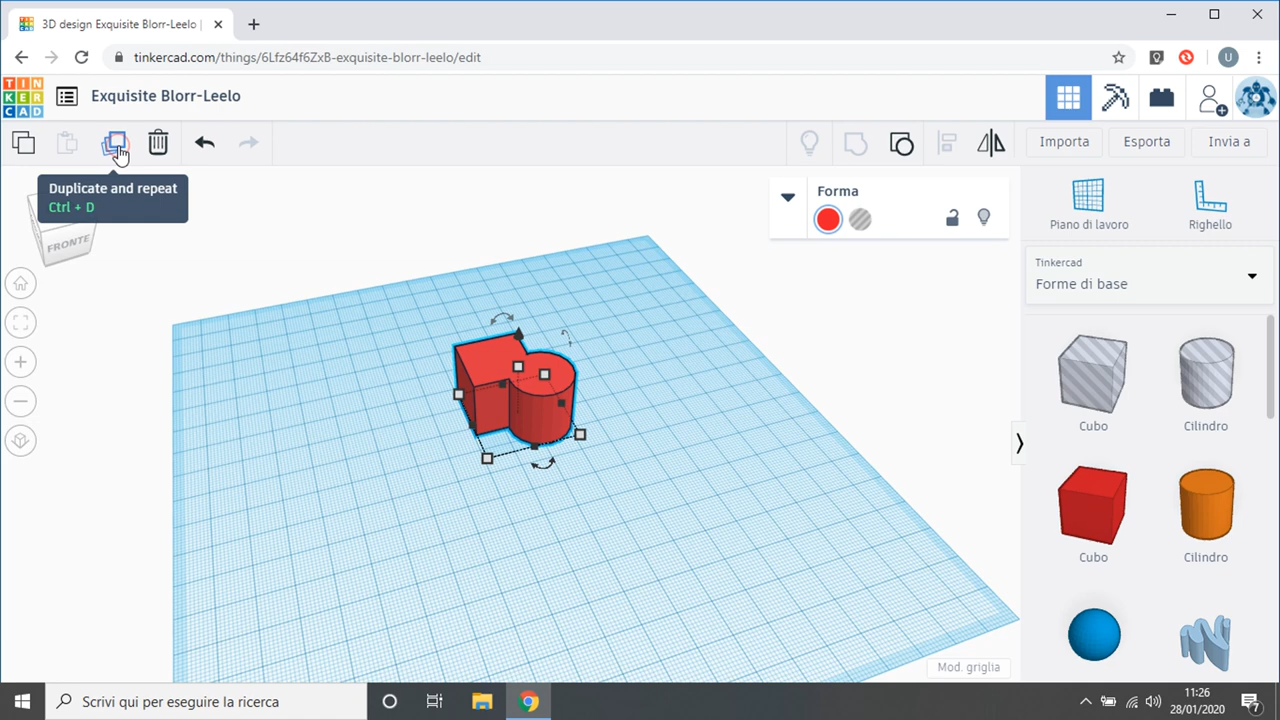 3D design Exquisite Blorr-Leelo |
tinkercad.com/things/6Lfz64f6ZxB-exquisite-blorr-leelo/edit
U
TIN
KER
CAD
Exquisite Blorr-Leelo
Importa
Esporta
Invia a
Duplicate and repeat
Ctrl + D
FRONTE
Forma
Piano di lavoro
Righello
Tinkercad
Forme di base
Cubo
Cilindro
Cubo
Cilindro
Mod. griglia
Scrivi qui per eseguire la ricerca
11:26
28/01/2020
7